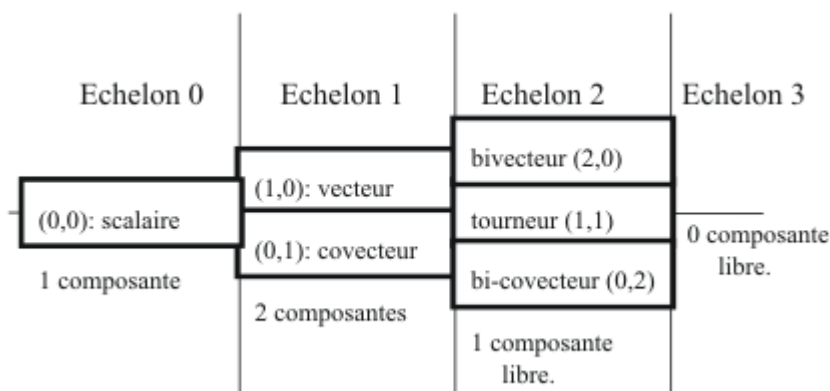 Echelon 0
Echelon 1
Echelon 2
Echelon 3
(0,0): scalaire
1 composante
(1,0): vecteur
(0,1): covecteur
2 composantes
bivecteur (2,0)
tourneur (1,1)
bi-covecteur (0,2)
1 composante
libre.
0 composante
libre.